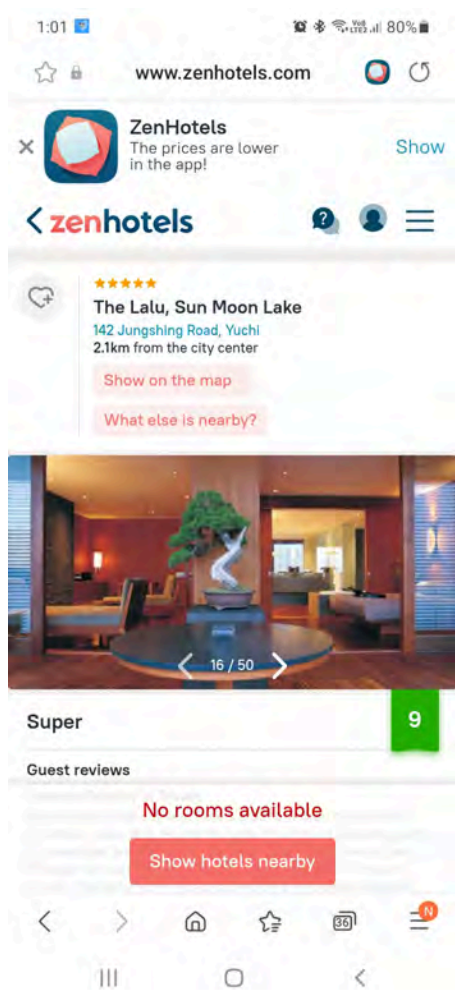 1:01
80%
www.zenhotels.com
ZenHotels
The prices are lower
in the app!
Show
zenhotels
The Lalu, Sun Moon Lake
142 Jungshing Road, Yuchi
2.1km from the city center
Show on the map
What else is nearby?
16 / 50
Super
9
Guest reviews
No rooms available
Show hotels nearby
36
N